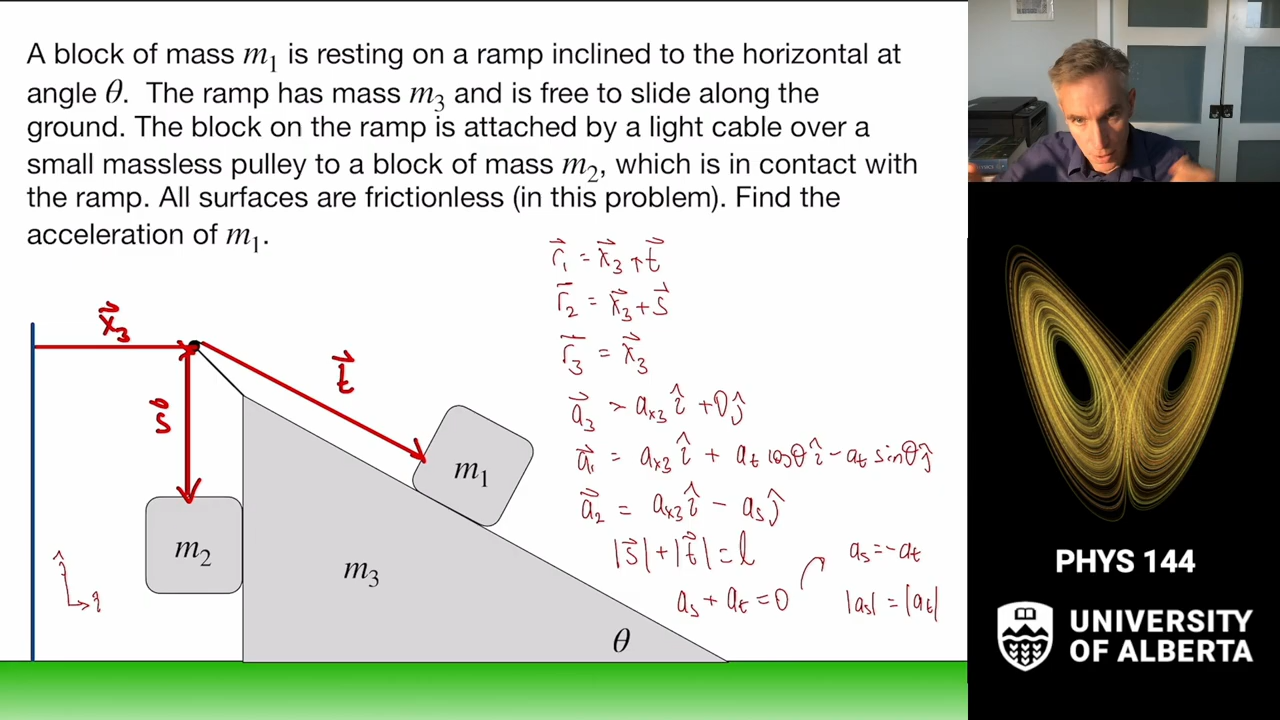 A block of mass m₁ is resting on a ramp inclined to the horizontal at
angle θ. The ramp has mass m₃ and is free to slide along the
ground. The block on the ramp is attached by a light cable over a
small massless pulley to a block of mass m₂, which is in contact with
the ramp. All surfaces are frictionless (in this problem). Find the
acceleration of m₁.
r⃗₁ = x⃗₃ + t⃗
r⃗₂ = x⃗₃ + s⃗
r⃗₃ = x⃗₃
a⃗₃ = aₓ₃ î + 0 ĵ
a⃗₁ = aₓ₃ î + aₜ cosθ î − aₜ sinθ ĵ
a⃗₂ = aₓ₃ î − aₛ ĵ
|s⃗| + |t⃗| = l
aₛ = −aₜ
aₛ + aₜ = 0
|aₛ| = |aₜ|
x⃗₃
t⃗
s⃗
m₁
m₂
m₃
θ
PHYS 144
UNIVERSITY
OF ALBERTA